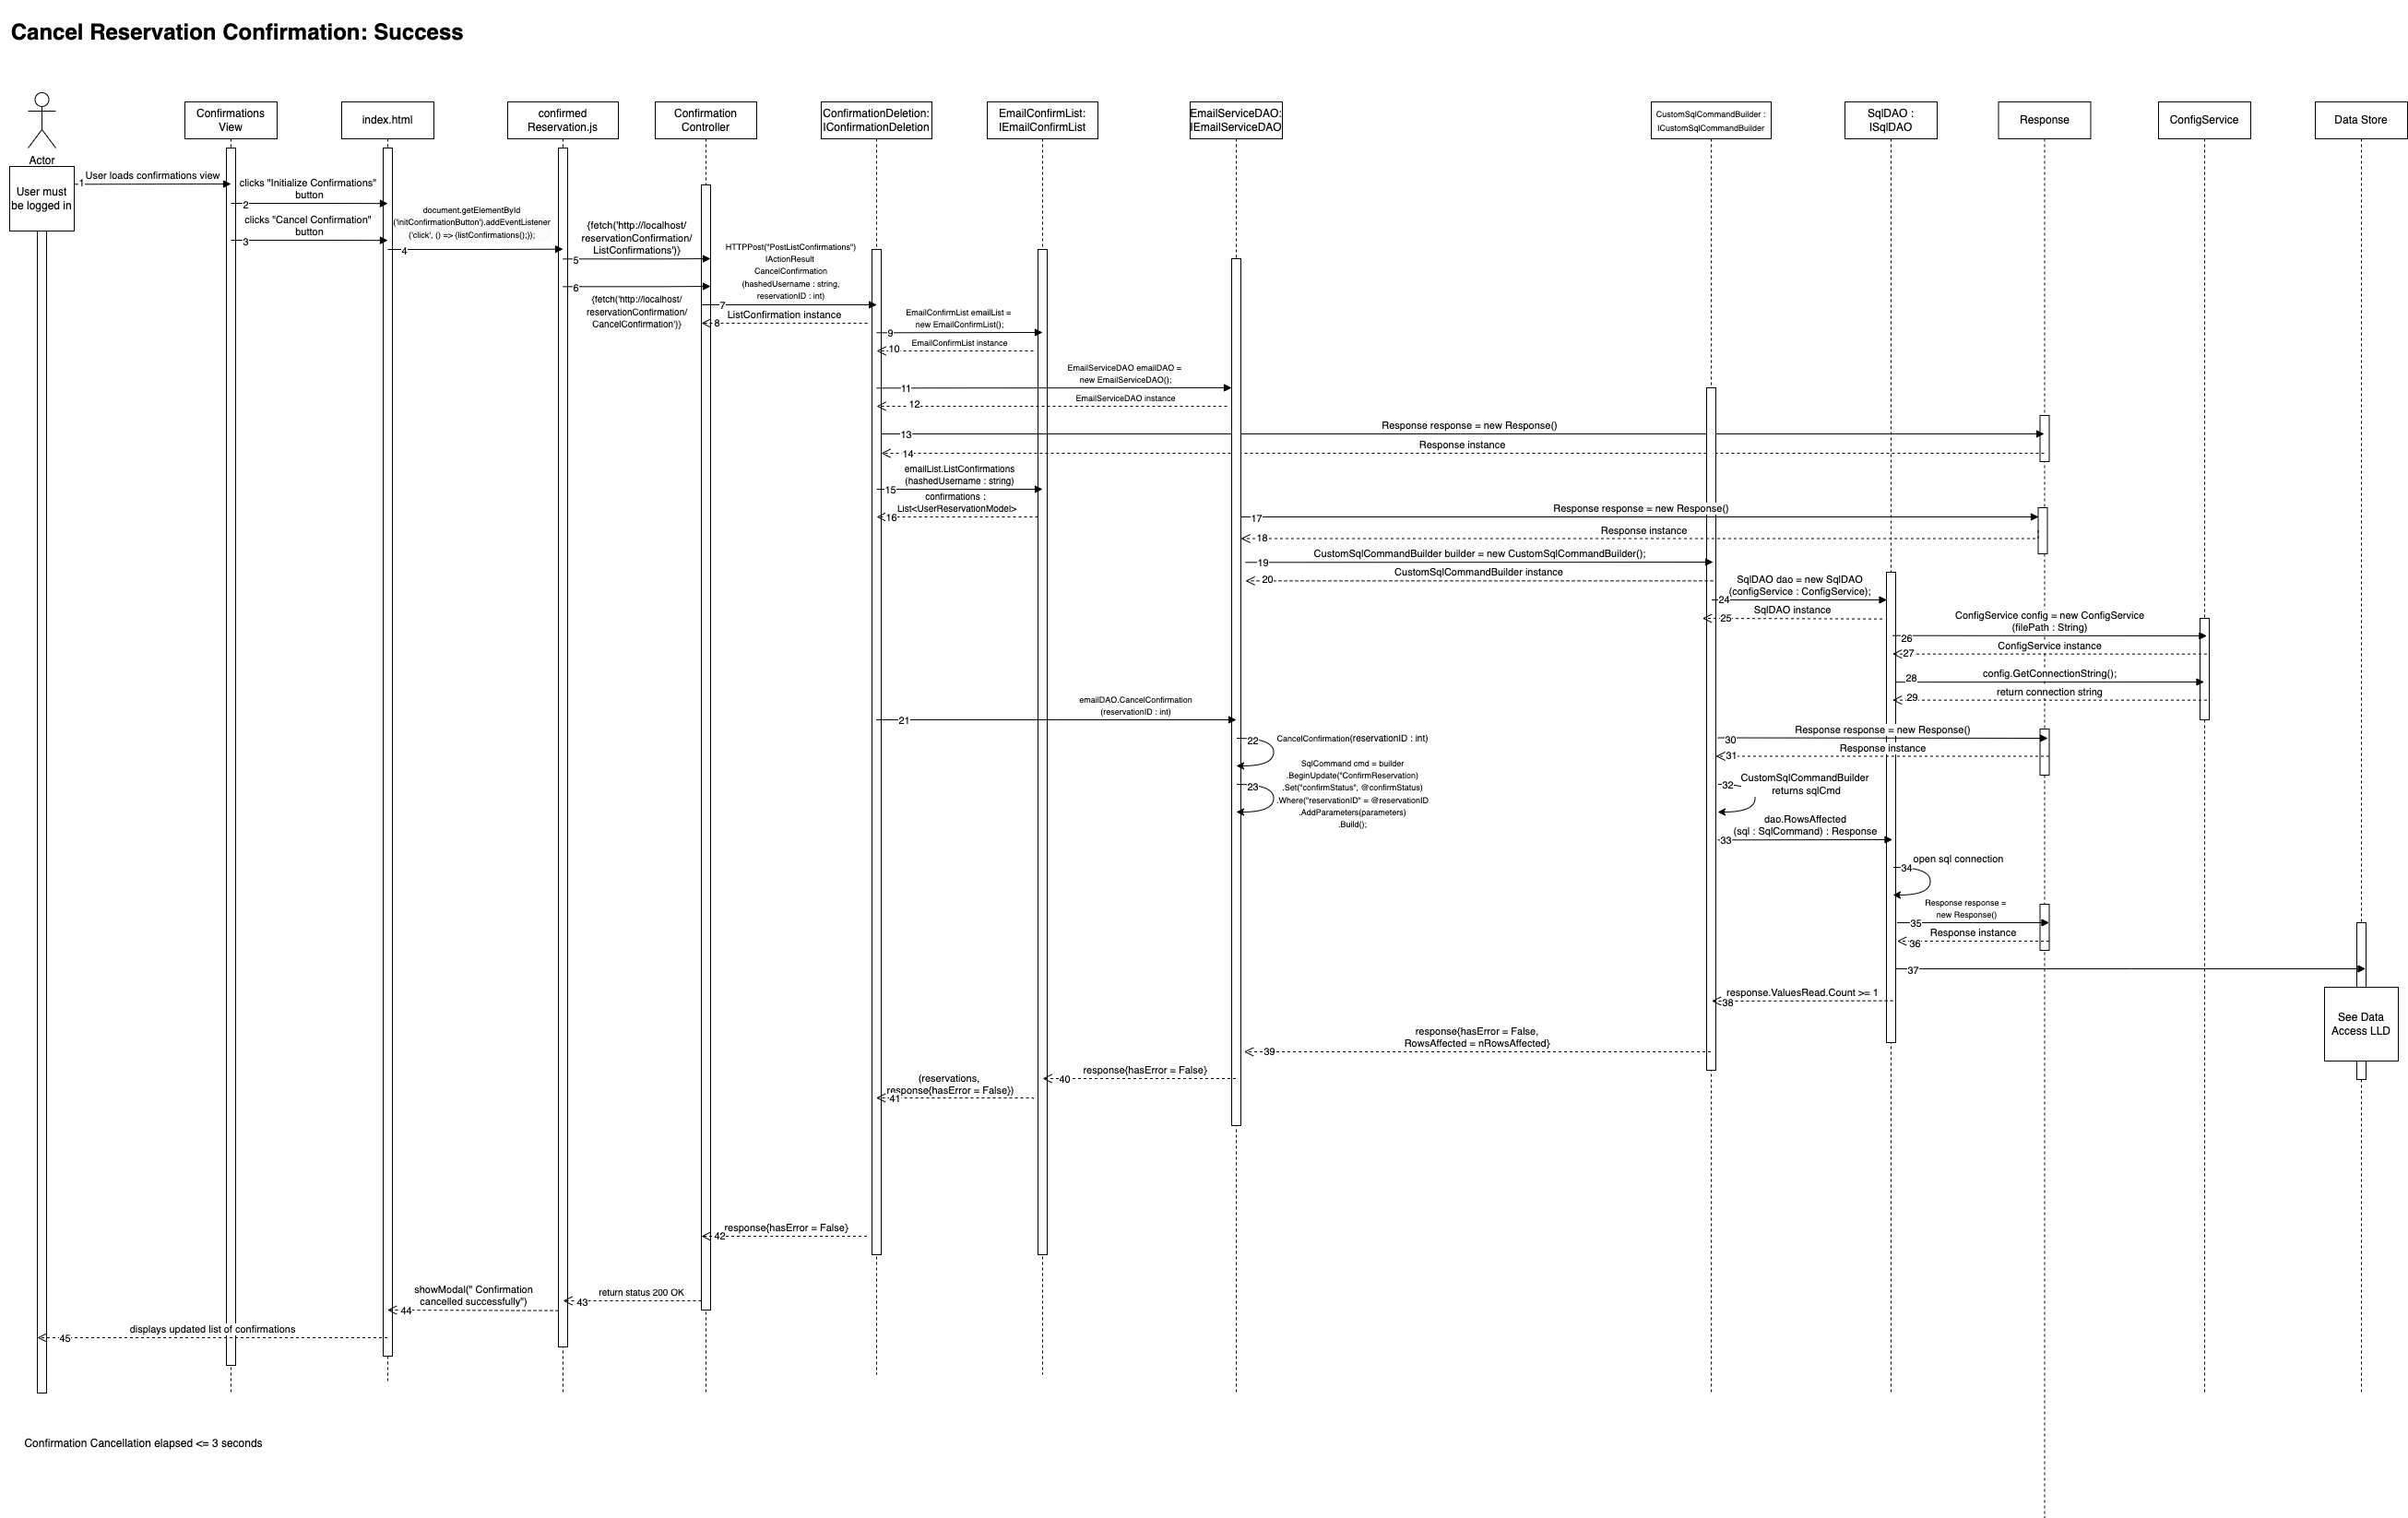 Cancel Reservation Confirmation: Success
Actor
User must
be logged in
Confirmations
View
index.html
confirmed
Reservation.js
Confirmation
Controller
ConfirmationDeletion:
IConfirmationDeletion
EmailConfirmList:
IEmailConfirmList
EmailServiceDAO:
IEmailServiceDAO
CustomSqlCommandBuilder :
ICustomSqlCommandBuilder
SqlDAO :
ISqlDAO
Response
ConfigService
Data Store
1
User loads confirmations view
clicks "Initialize Confirmations"
button
2
clicks "Cancel Confirmation"
button
3
document.getElementById
('initConfirmationButton').addEventListener
('click', () => {listConfirmations();});
4
{fetch('http://localhost/
reservationConfirmation/
ListConfirmations')}
5
6
{fetch('http://localhost/
reservationConfirmation/
CancelConfirmation')}
HTTPPost("PostListConfirmations")
IActionResult
CancelConfirmation
(hashedUsername : string,
reservationID : int)
7
ListConfirmation instance
8
EmailConfirmList emailList =
new EmailConfirmList();
9
EmailConfirmList instance
10
EmailServiceDAO emailDAO =
new EmailServiceDAO();
11
EmailServiceDAO instance
12
Response response = new Response()
13
Response instance
14
emailList.ListConfirmations
(hashedUsername : string)
15
confirmations :
List<UserReservationModel>
16
Response response = new Response()
17
Response instance
18
CustomSqlCommandBuilder builder = new CustomSqlCommandBuilder();
19
CustomSqlCommandBuilder instance
20
SqlDAO dao = new SqlDAO
(configService : ConfigService);
24
SqlDAO instance
25
ConfigService config = new ConfigService
(filePath : String)
26
ConfigService instance
27
config.GetConnectionString();
28
return connection string
29
emailDAO.CancelConfirmation
(reservationID : int)
21
22
CancelConfirmation(reservationID : int)
23
SqlCommand cmd = builder
.BeginUpdate("ConfirmReservation)
.Set("confirmStatus", @confirmStatus)
.Where("reservationID" = @reservationID
.AddParameters(parameters)
.Build();
Response response = new Response()
30
Response instance
31
32
CustomSqlCommandBuilder
returns sqlCmd
dao.RowsAffected
(sql : SqlCommand) : Response
33
open sql connection
34
Response response =
new Response()
35
Response instance
36
37
response.ValuesRead.Count >= 1
38
See Data
Access LLD
response{hasError = False,
RowsAffected = nRowsAffected}
39
response{hasError = False}
40
(reservations,
response{hasError = False})
41
response{hasError = False}
42
return status 200 OK
43
showModal(" Confirmation
cancelled successfully")
44
displays updated list of confirmations
45
Confirmation Cancellation elapsed <= 3 seconds